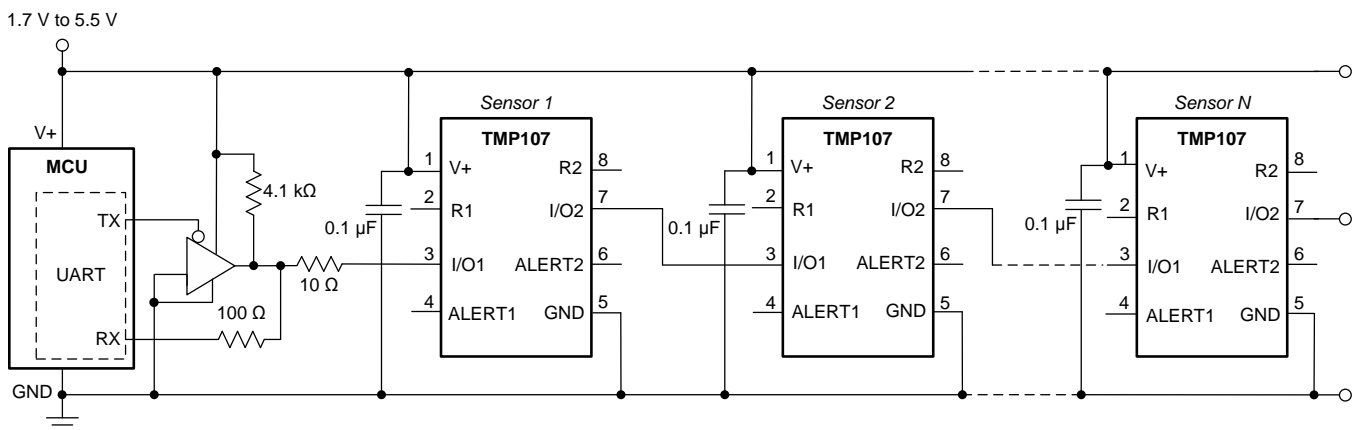 1.7 V to 5.5 V
V+
MCU
TX
UART
RX
GND
4.1 kΩ
10 Ω
100 Ω
Sensor 1
TMP107
1
V+
R2
8
2
R1
I/O2
7
0.1 µF
3
I/O1
ALERT2
6
4
ALERT1
GND
5
Sensor 2
TMP107
1
V+
R2
8
2
R1
I/O2
7
0.1 µF
3
I/O1
ALERT2
6
4
ALERT1
GND
5
Sensor N
TMP107
1
V+
R2
8
2
R1
I/O2
7
0.1 µF
3
I/O1
ALERT2
6
4
ALERT1
GND
5